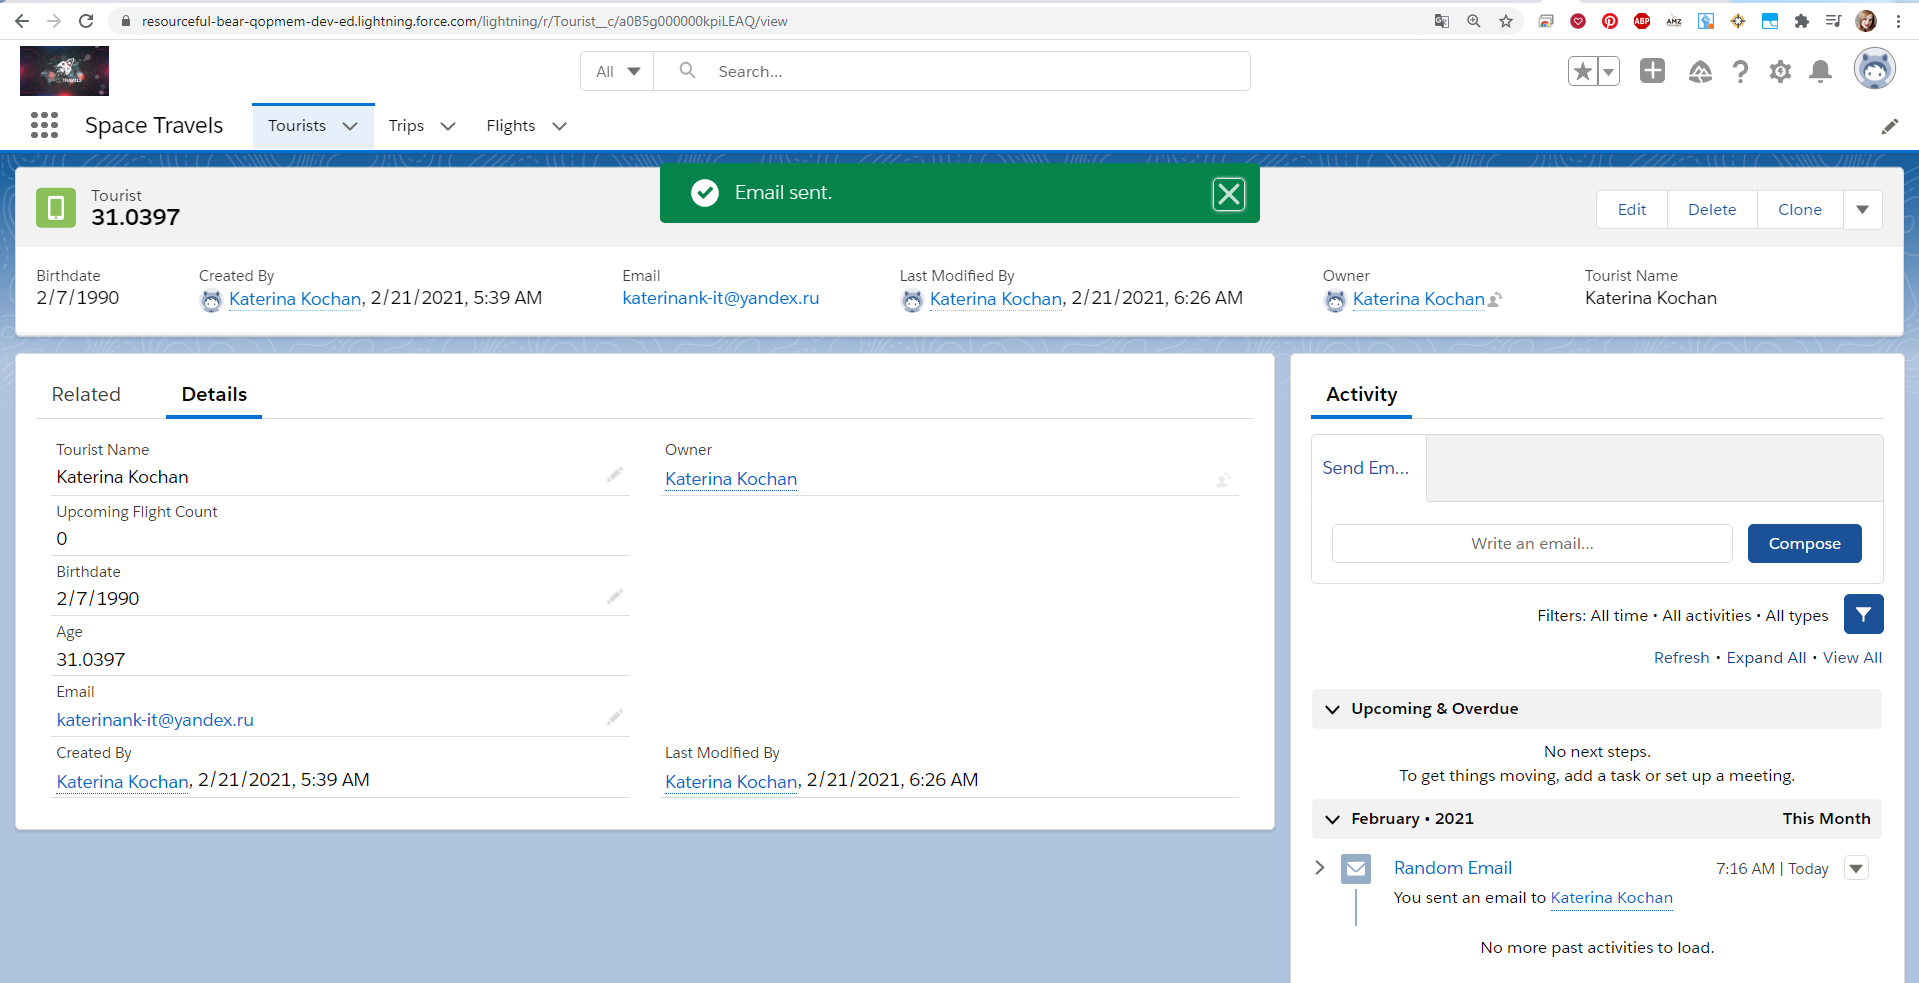 resourceful-bear-qopmem-dev-ed.lightning.force.com/lightning/r/Tourist__c/a0B5g000000kpiLEAQ/view
ABP
AMZ
SPACE TRAVELS
All
Search...
Space Travels
Tourists
Trips
Flights
Tourist
31.0397
Email sent.
Edit
Delete
Clone
Birthdate
2/7/1990
Created By
Katerina Kochan, 2/21/2021, 5:39 AM
Email
katerinank-it@yandex.ru
Last Modified By
Katerina Kochan, 2/21/2021, 6:26 AM
Owner
Katerina Kochan
Tourist Name
Katerina Kochan
Related
Details
Tourist Name
Katerina Kochan
Owner
Katerina Kochan
Upcoming Flight Count
0
Birthdate
2/7/1990
Age
31.0397
Email
katerinank-it@yandex.ru
Created By
Katerina Kochan, 2/21/2021, 5:39 AM
Last Modified By
Katerina Kochan, 2/21/2021, 6:26 AM
Activity
Send Em...
Write an email...
Compose
Filters: All time • All activities • All types
Refresh • Expand All • View All
Upcoming & Overdue
No next steps.
To get things moving, add a task or set up a meeting.
February • 2021
This Month
Random Email
7:16 AM | Today
You sent an email to Katerina Kochan
No more past activities to load.